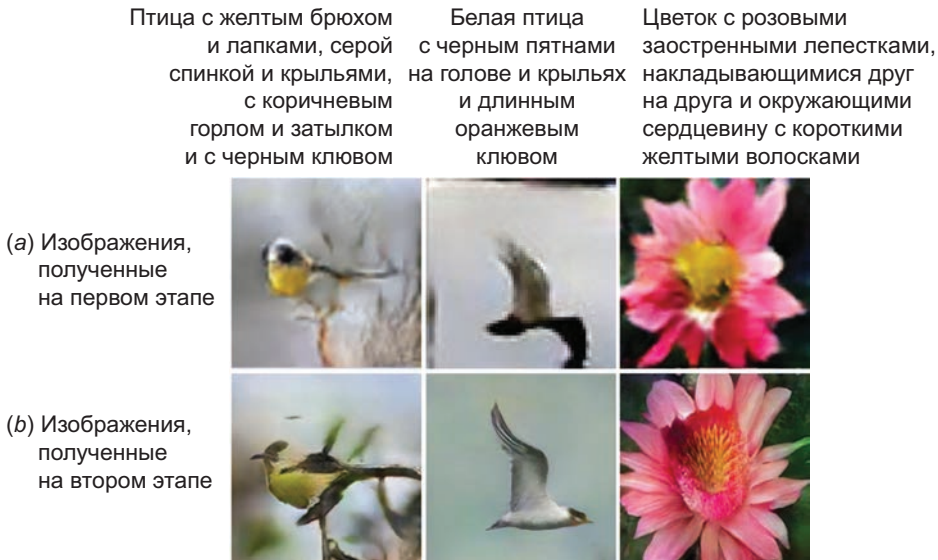 Птица с желтым брюхом
и лапками, серой
спинкой и крыльями,
с коричневым
горлом и затылком
и с черным клювом
Белая птица
с черным пятнами
на голове и крыльях
и длинным
оранжевым
клювом
Цветок с розовыми
заостренными лепестками,
накладывающимися друг
на друга и окружающими
сердцевину с короткими
желтыми волосками
(a) Изображения,
полученные
на первом этапе
(b) Изображения,
полученные
на втором этапе